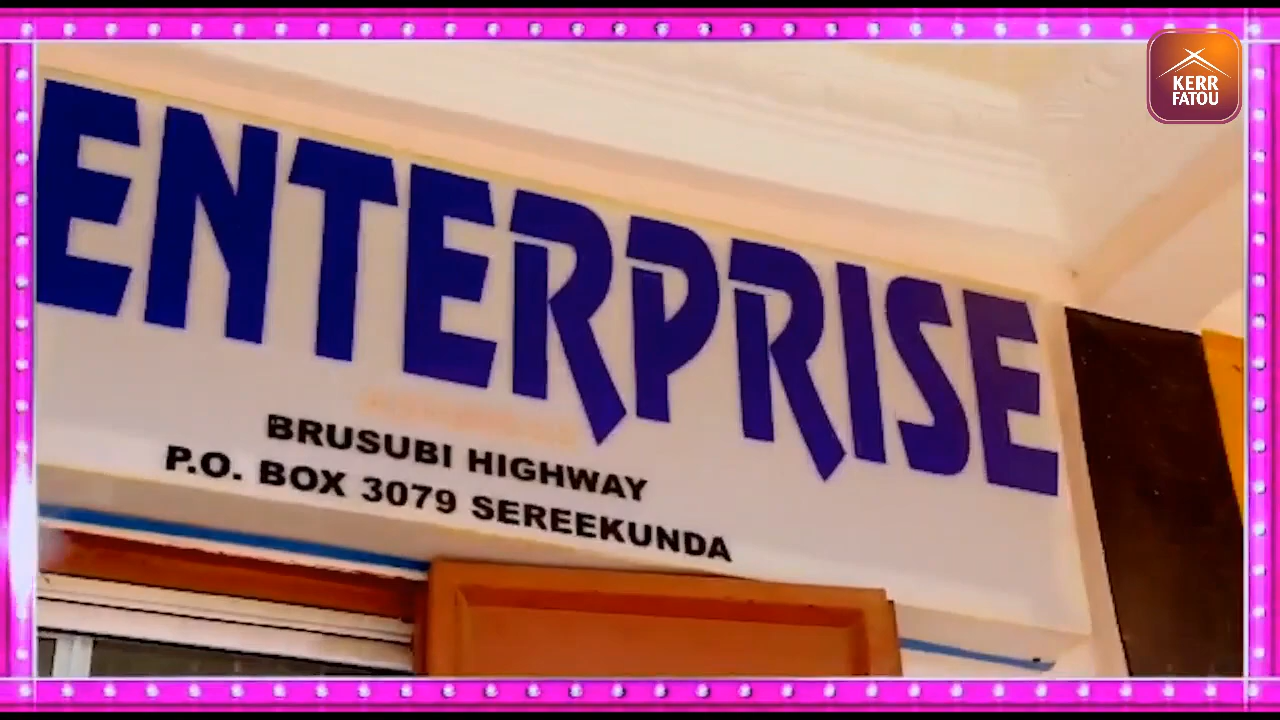 KERR
FATOU
ENTERPRISE
BRUSUBI HIGHWAY
P.O. BOX 3079 SEREEKUNDA